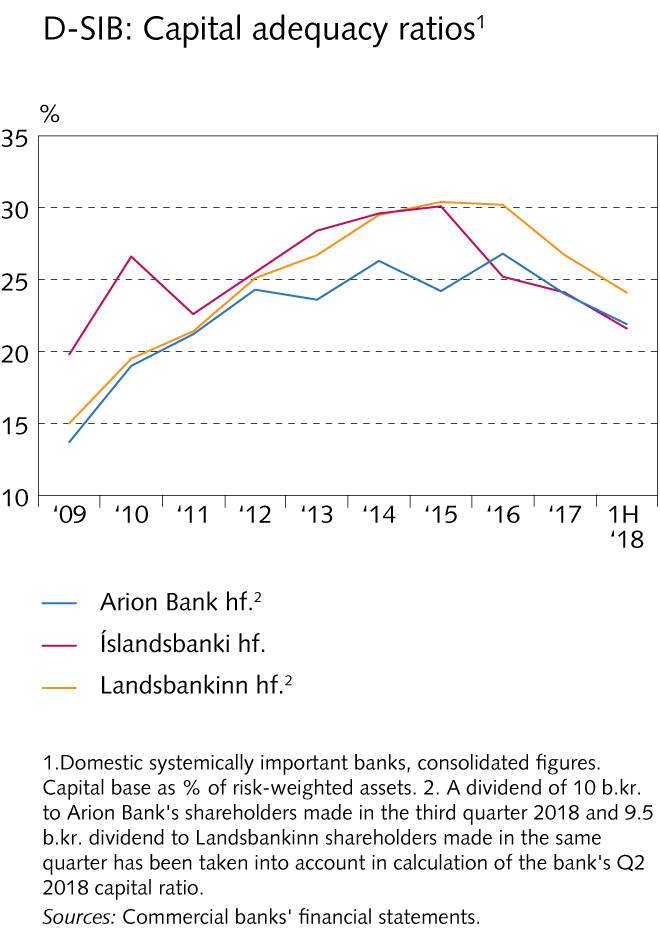 D-SIB: Capital adequacy ratios¹
%
35
30
25
20
15
10
‘09 ‘10 ‘11 ‘12 ‘13 ‘14 ‘15 ‘16 ‘17 1H
‘18
Arion Bank hf.²
Íslandsbanki hf.
Landsbankinn hf.²
1.Domestic systemically important banks, consolidated figures.
Capital base as % of risk-weighted assets. 2. A dividend of 10 b.kr.
to Arion Bank's shareholders made in the third quarter 2018 and 9.5
b.kr. dividend to Landsbankinn shareholders made in the same
quarter has been taken into account in calculation of the bank's Q2
2018 capital ratio.
Sources: Commercial banks' financial statements.